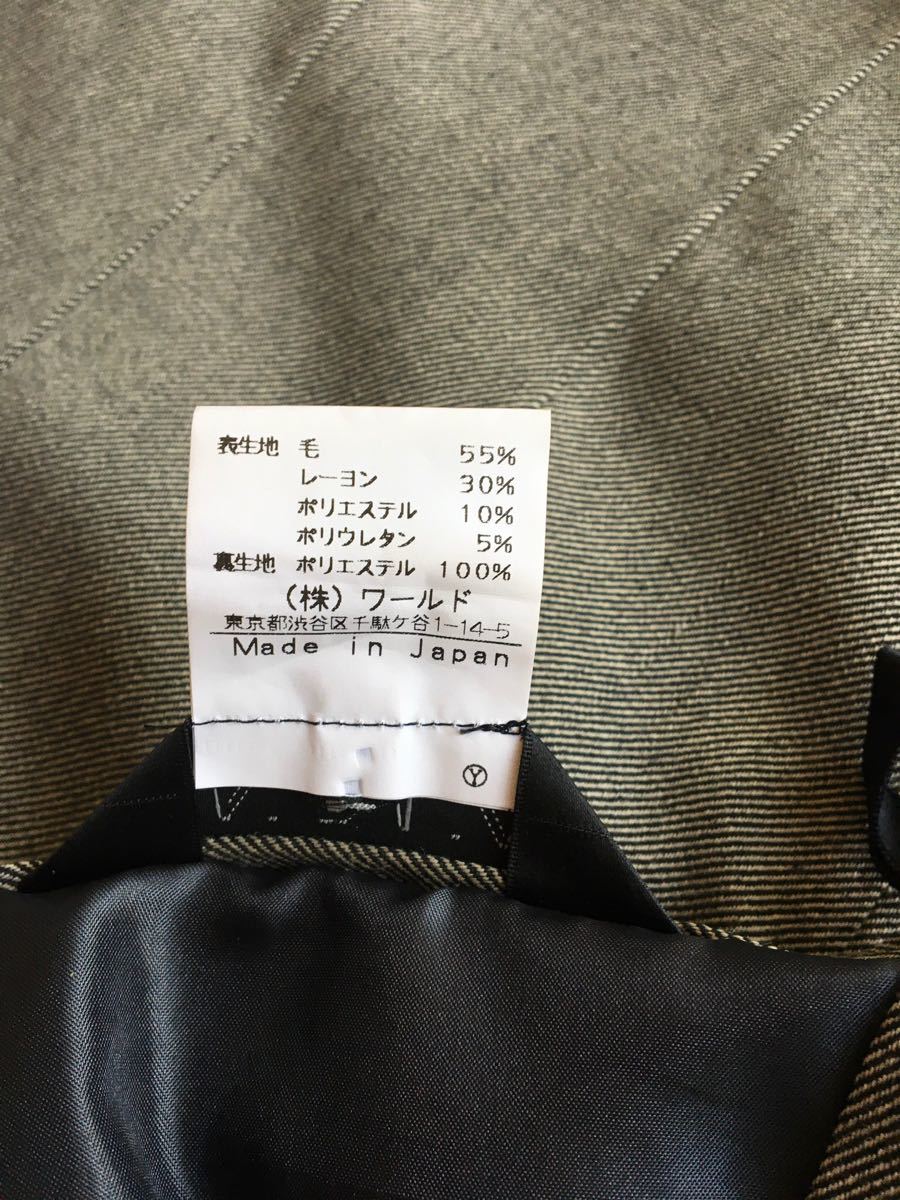 表生地 毛 55%
レーヨン 30%
ポリエステル 10%
ポリウレタン 5%
裏生地 ポリエステル 100%
(株) ワールド
東京都渋谷区千駄ケ谷1-14-5
Made in Japan
Ⓨ